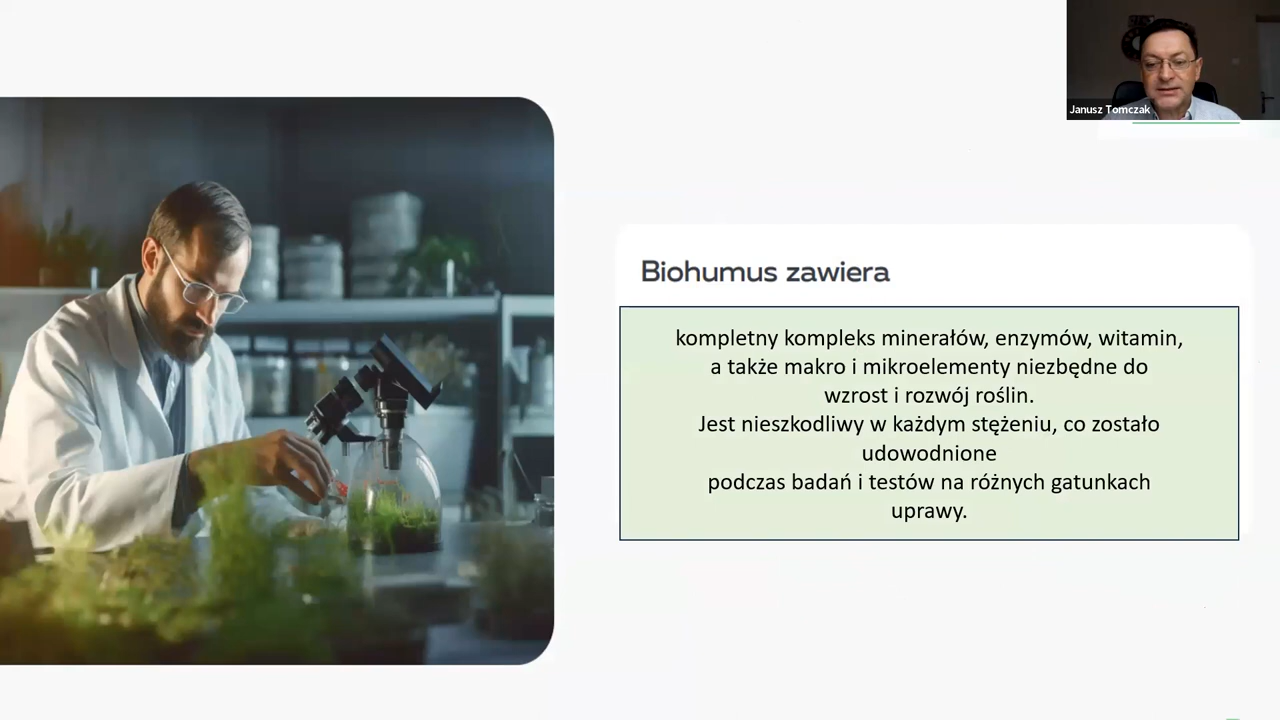 Janusz Tomczak
Biohumus zawiera
kompletny kompleks minerałów, enzymów, witamin,
a także makro i mikroelementy niezbędne do
wzrost i rozwój roślin.
Jest nieszkodliwy w każdym stężeniu, co zostało
udowodnione
podczas badań i testów na różnych gatunkach
uprawy.